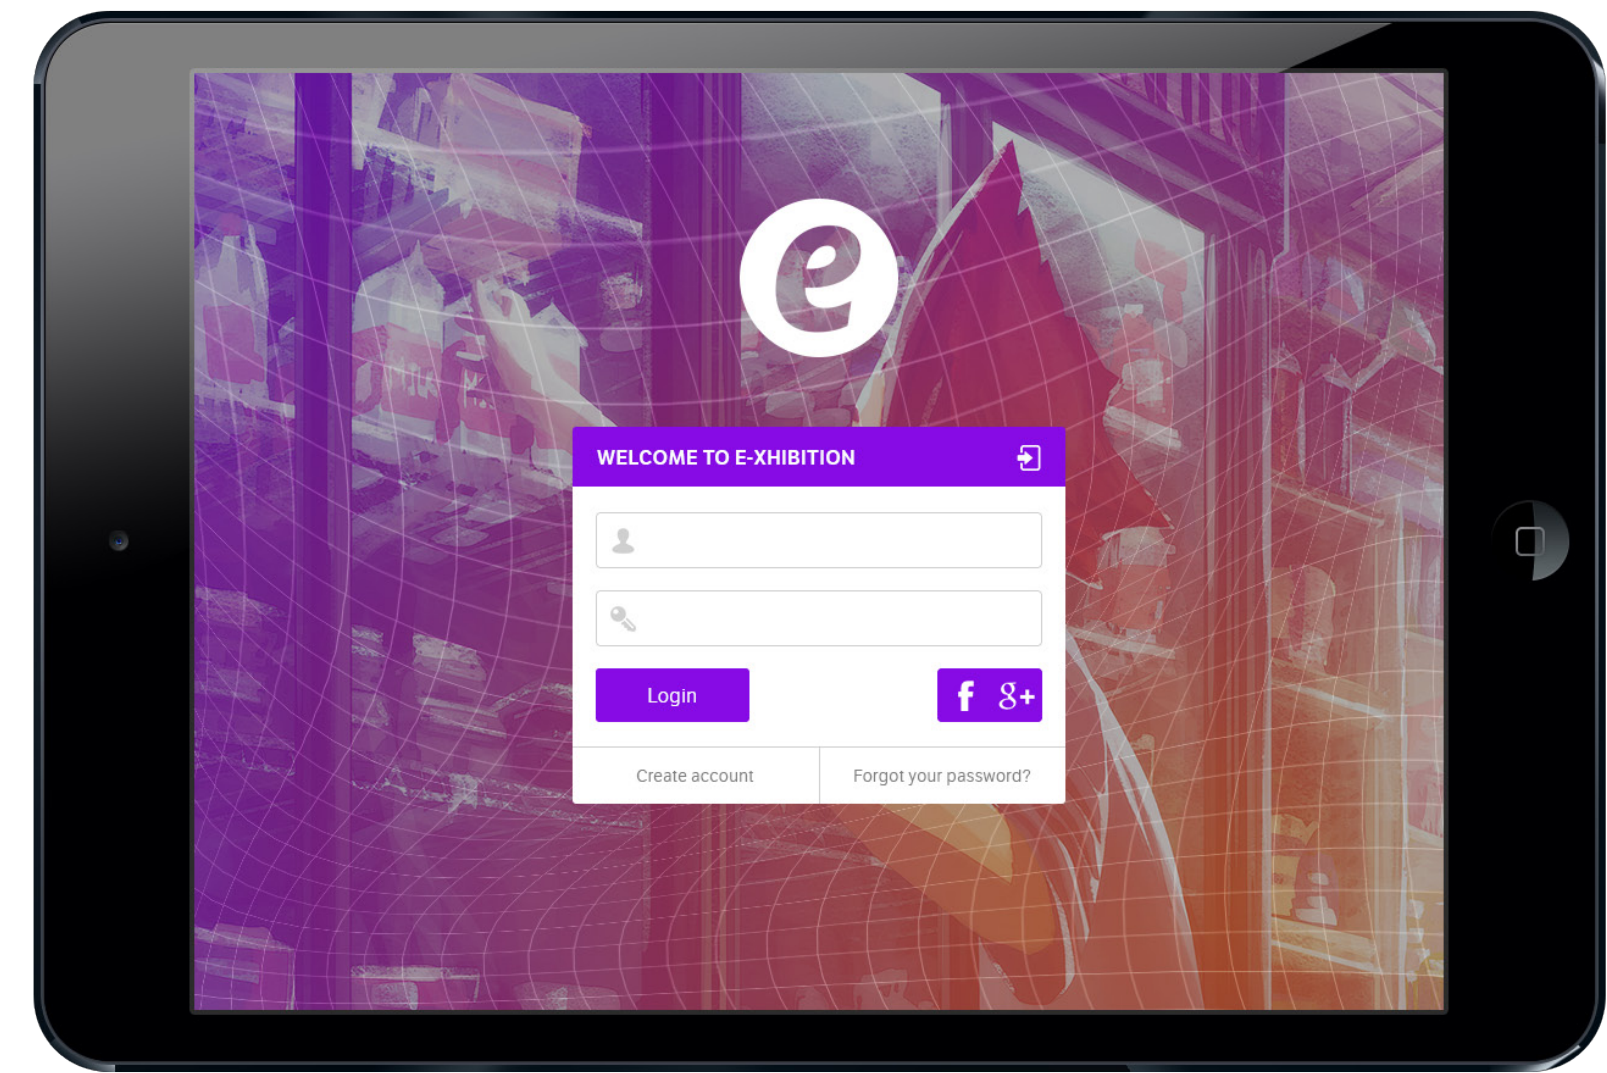 e
WELCOME TO E-XHIBITION
Login
f g+
Create account
Forgot your password?